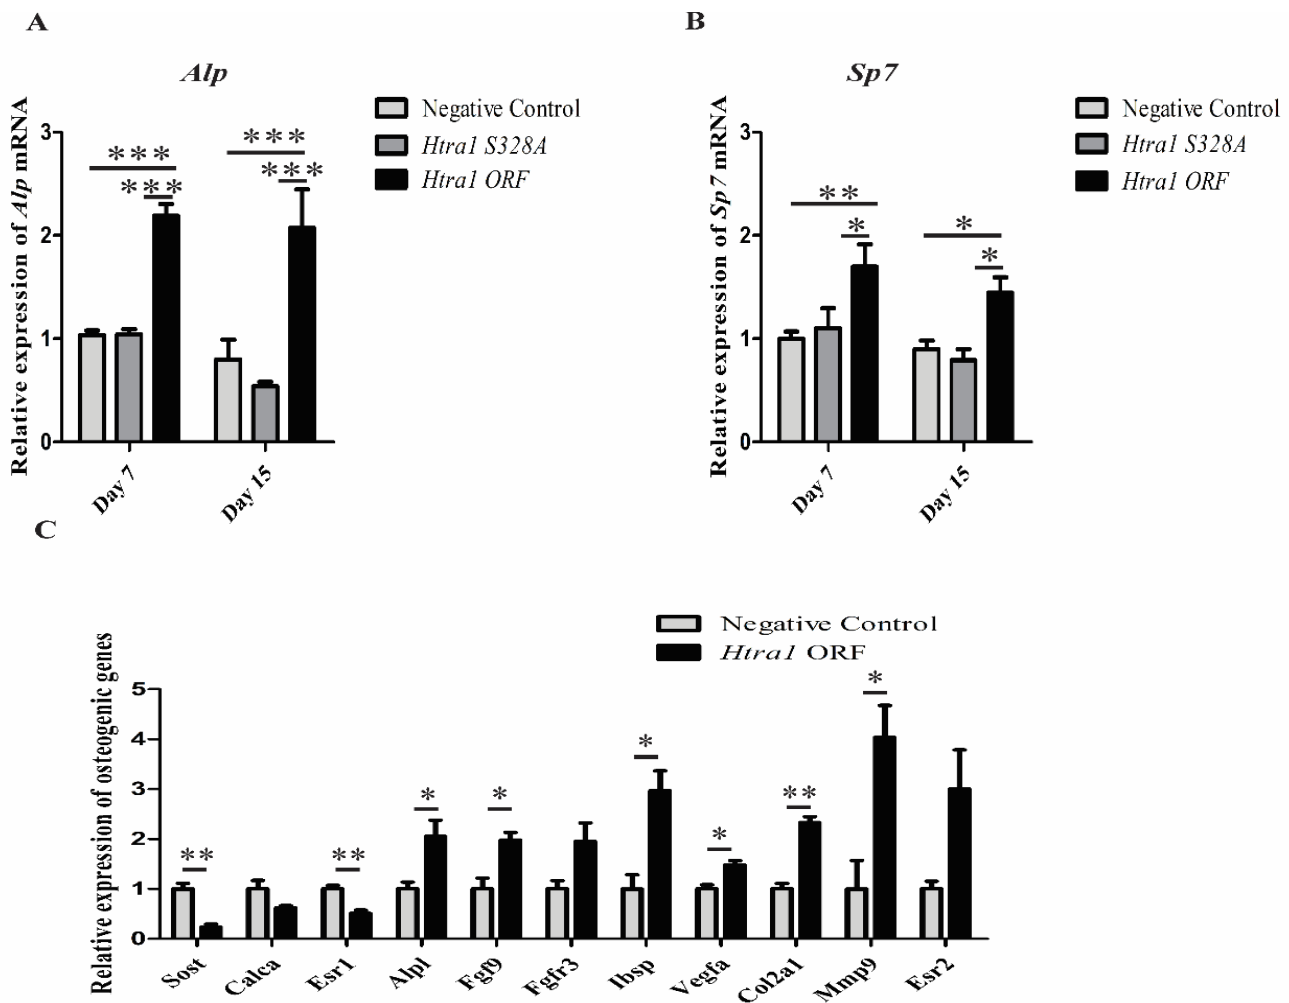 A
B
Alp
Sp7
Negative Control
Htra1 S328A
Htra1 ORF
Negative Control
Htra1 S328A
Htra1 ORF
Relative expression of Alp mRNA
3
2
1
0
***
***
***
***
Day 7
Day 15
Relative expression of Sp7 mRNA
3
2
1
0
**
*
*
*
Day 7
Day 15
C
Negative Control
Htra1 ORF
Relative expression of osteogenic genes
5
4
3
2
1
0
**
**
*
*
*
*
**
*
Sost
Calca
Esr1
Alpl
Fgf9
Fgfr3
Ibsp
Vegfa
Col2a1
Mmp9
Esr2